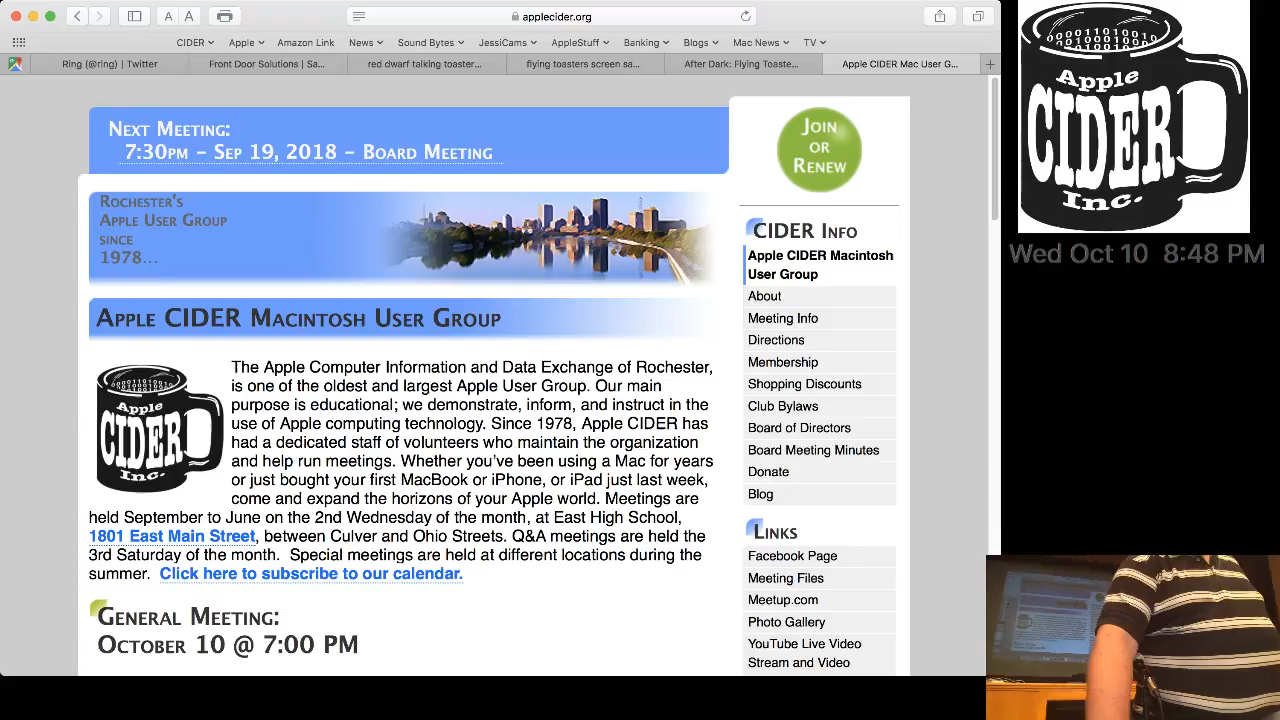 A A applecider.org
CIDER Apple Amazon Link News Sound Bytes JessiCams AppleStuff Banking Blogs Mac News TV
Ring (@ring) | Twitter Front Door Solutions | Sa... red dwarf talking toaster... flying toasters screen sa... After Dark: Flying Toaste... Apple CIDER Mac User G...
Next Meeting:
7:30pm – Sep 19, 2018 – Board Meeting
Rochester's
Apple User Group
since
1978...
Apple CIDER Macintosh User Group
000011010010
010100010010
Apple
CIDER
Inc.
The Apple Computer Information and Data Exchange of Rochester,
is one of the oldest and largest Apple User Group. Our main
purpose is educational; we demonstrate, inform, and instruct in the
use of Apple computing technology. Since 1978, Apple CIDER has
had a dedicated staff of volunteers who maintain the organization
and help run meetings. Whether you've been using a Mac for years
or just bought your first MacBook or iPhone, or iPad just last week,
come and expand the horizons of your Apple world. Meetings are
held September to June on the 2nd Wednesday of the month, at East High School,
1801 East Main Street, between Culver and Ohio Streets. Q&A meetings are held the
3rd Saturday of the month. Special meetings are held at different locations during the
summer. Click here to subscribe to our calendar.
General Meeting:
October 10 @ 7:00 PM
Join
or
Renew
CIDER Info
Apple CIDER Macintosh
User Group
About
Meeting Info
Directions
Membership
Shopping Discounts
Club Bylaws
Board of Directors
Board Meeting Minutes
Donate
Blog
Links
Facebook Page
Meeting Files
Meetup.com
Photo Gallery
YouTube Live Video
Stream and Video
000011010010
010100010010
Apple
CIDER
Inc.
Wed Oct 10 8:48 PM